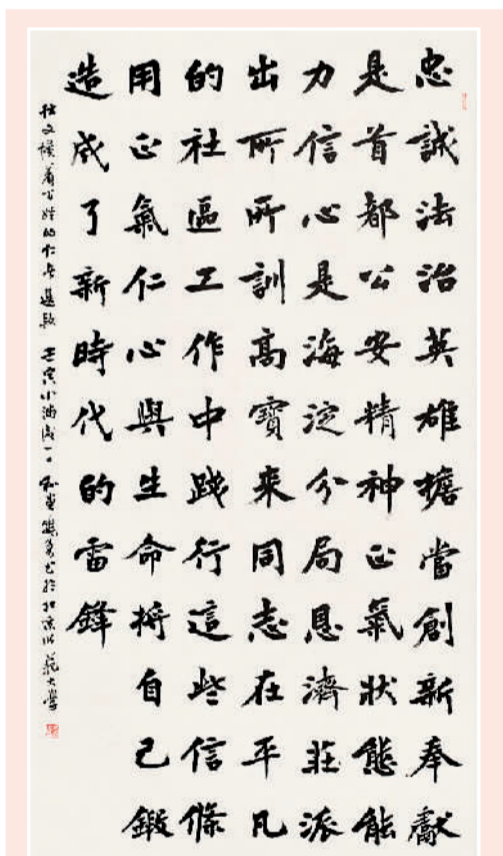 忠誠法治英雄擔當創新奉獻
是首都公安精神正氣狀態能
力信心是海淀分局恩濟莊派
出所所訓高寶來同志在平凡
的社區工作中踐行這些信條
用正氣仁心與生命將自己鍛
造成了新時代的雷鋒